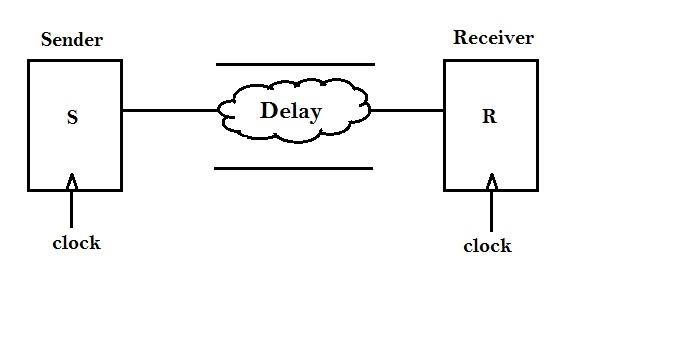 Sender
Receiver
S
Delay
R
clock
clock